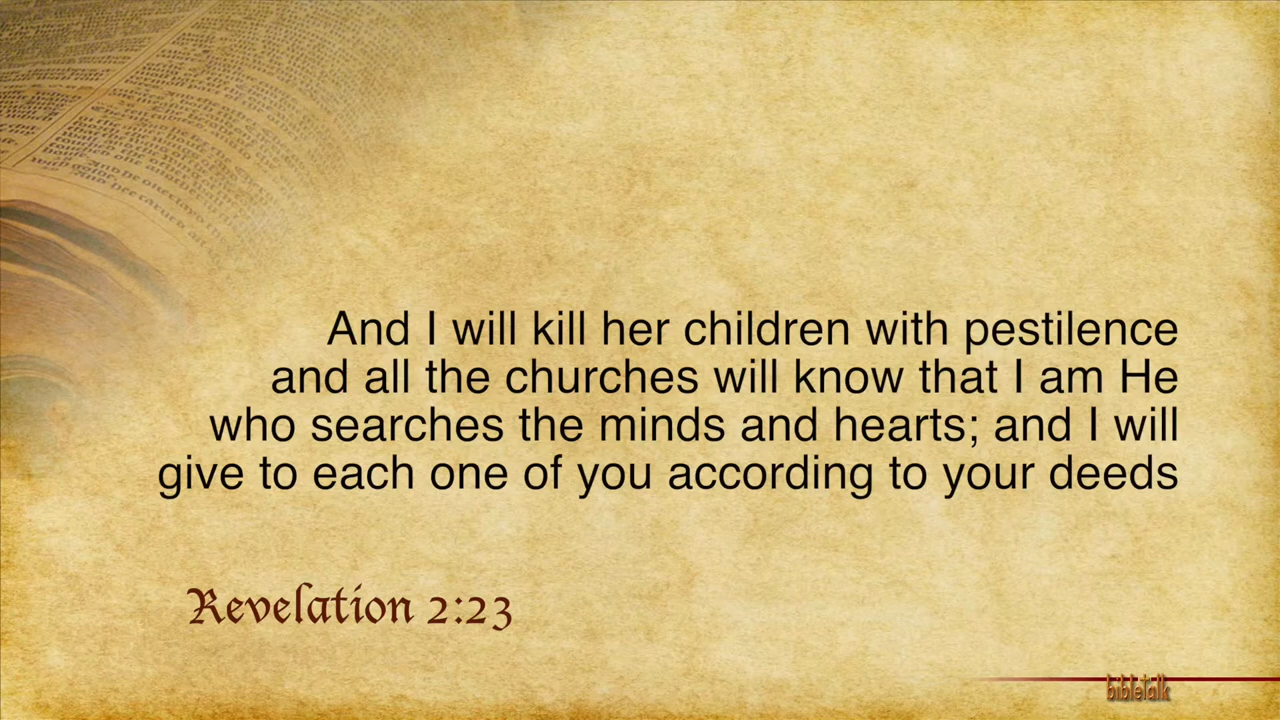 And I will kill her children with pestilence
and all the churches will know that I am He
who searches the minds and hearts; and I will
give to each one of you according to your deeds
Revelation 2:23
bibletalk